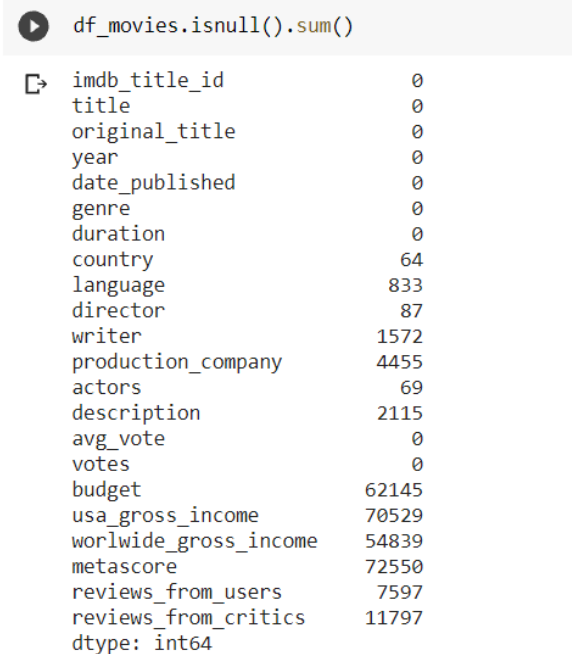 df_movies.isnull().sum()
imdb_title_id 0
title 0
original_title 0
year 0
date_published 0
genre 0
duration 0
country 64
language 833
director 87
writer 1572
production_company 4455
actors 69
description 2115
avg_vote 0
votes 0
budget 62145
usa_gross_income 70529
worlwide_gross_income 54839
metascore 72550
reviews_from_users 7597
reviews_from_critics 11797
dtype: int64